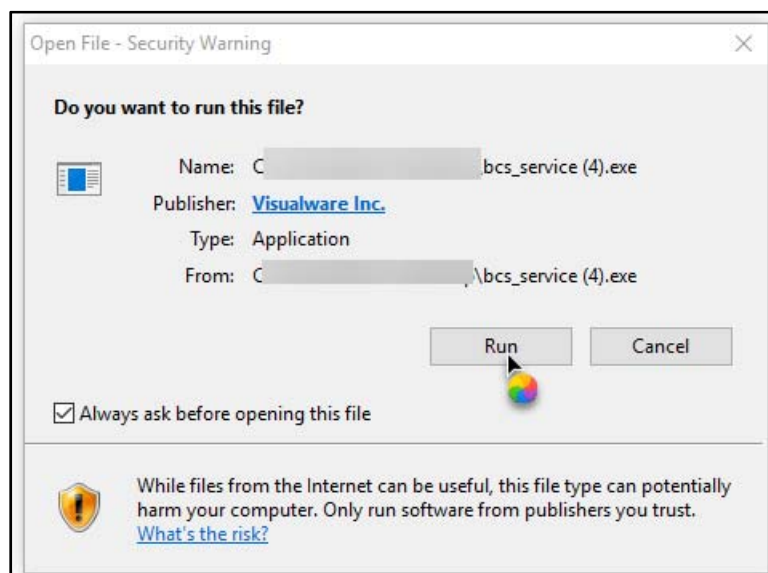 Open File - Security Warning
Do you want to run this file?
Name: C .bcs_service (4).exe
Publisher: Visualware Inc.
Type: Application
From: C \bcs_service (4).exe
Run Cancel
Always ask before opening this file
While files from the Internet can be useful, this file type can potentially
harm your computer. Only run software from publishers you trust.
What's the risk?